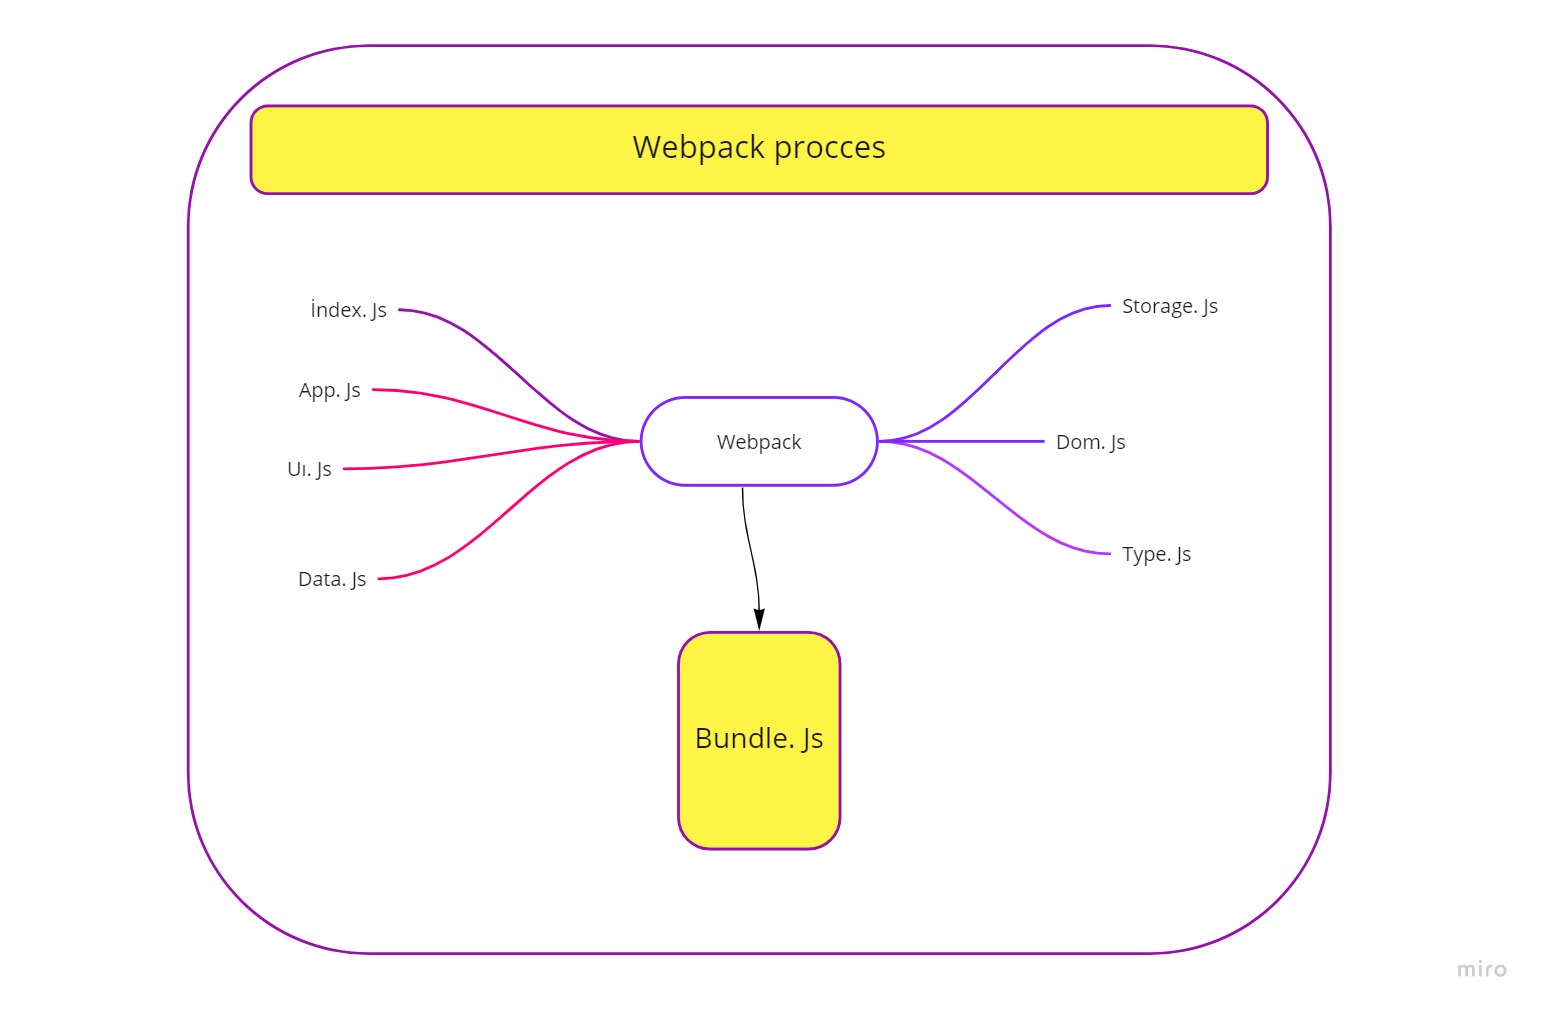 Webpack procces
İndex. Js
App. Js
Uı. Js
Data. Js
Webpack
Storage. Js
Dom. Js
Type. Js
Bundle. Js
miro